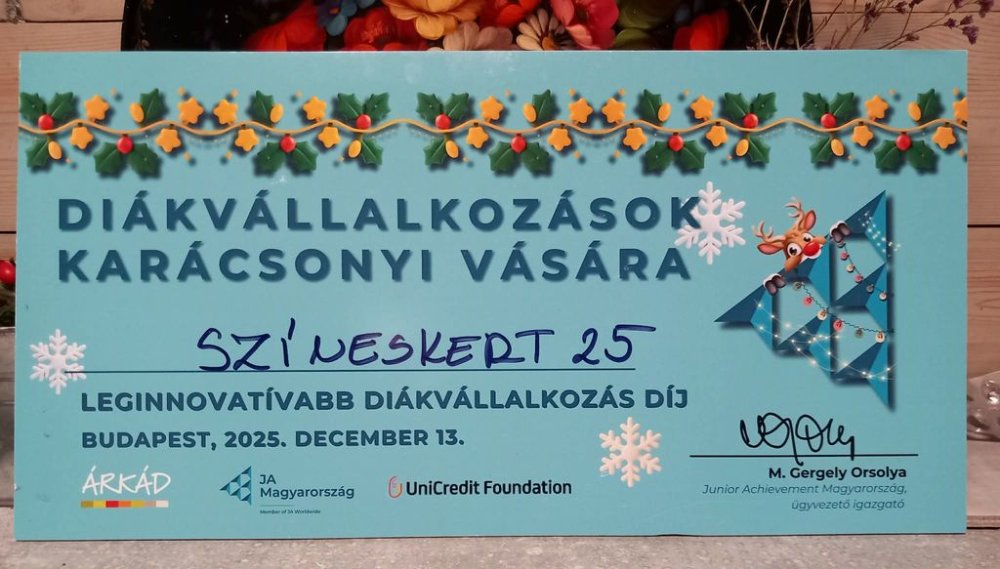 DIÁKVÁLLALKOZÁSOK
KARÁCSONYI VÁSÁRA
SZÍNESKERT 25
LEGINNOVATÍVABB DIÁKVÁLLALKOZÁS DÍJ
BUDAPEST, 2025. DECEMBER 13.
ÁRKÁD
JA
Magyarország
Member of JA Worldwide
UniCredit Foundation
M. Gergely Orsolya
Junior Achievement Magyarország,
ügyvezető igazgató